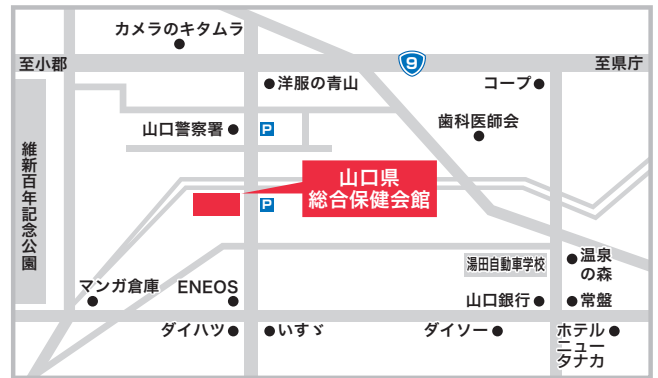 カメラのキタムラ
至小郡
9
至県庁
洋服の青山
コープ
山口警察署
P
歯科医師会
維新百年記念公園
山口県
総合保健会館
P
湯田自動車学校
温泉
の森
マンガ倉庫
ENEOS
山口銀行
常盤
ダイハツ
いすゞ
ダイソー
ホテル
ニュー
タナカ